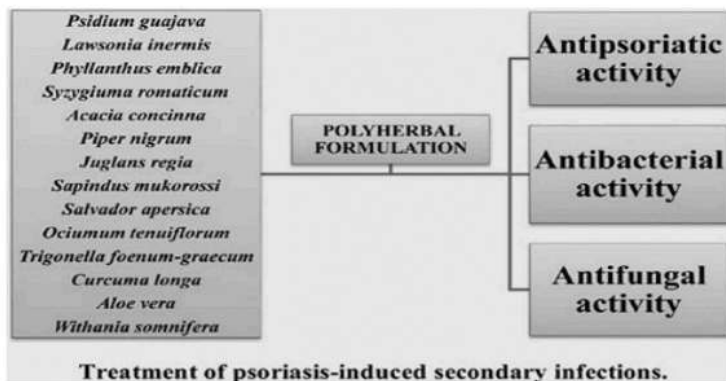 Psidium guajava
Lawsonia inermis
Phyllanthus emblica
Syzygiuma romaticum
Acacia concinna
Piper nigrum
Juglans regia
Sapindus mukorossi
Salvador apersica
Ociumum tenuiflorum
Trigonella foenum-graecum
Curcuma longa
Aloe vera
Withania somnifera
POLYHERBAL
FORMULATION
Antipsoriatic
activity
Antibacterial
activity
Antifungal
activity
Treatment of psoriasis-induced secondary infections.